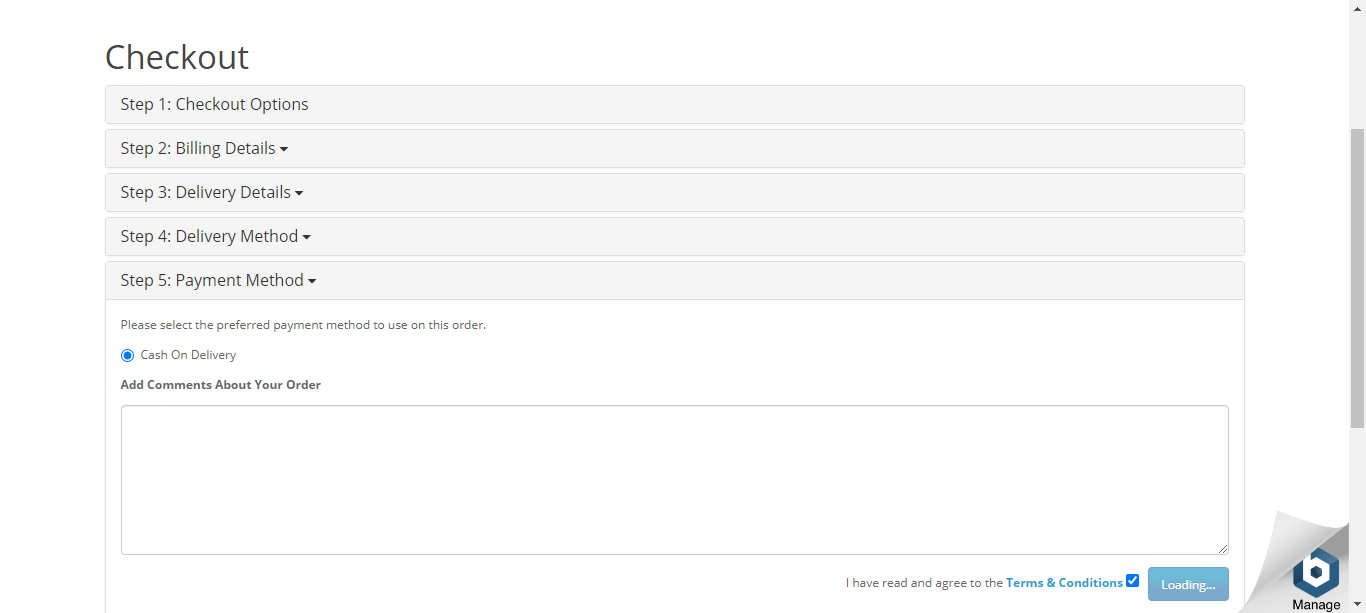 Checkout
Step 1: Checkout Options
Step 2: Billing Details
Step 3: Delivery Details
Step 4: Delivery Method
Step 5: Payment Method
Please select the preferred payment method to use on this order.
Cash On Delivery
Add Comments About Your Order
I have read and agree to the Terms & Conditions
Loading...
Manage